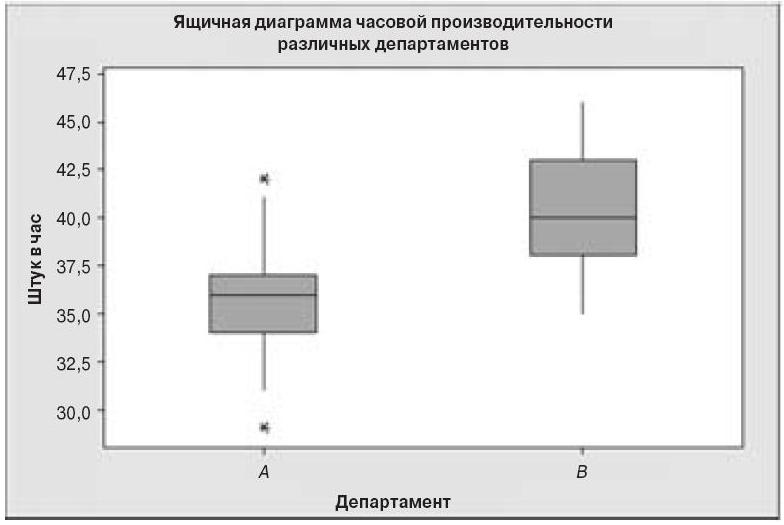 Ящичная диаграмма часовой производительности
различных департаментов
47,5
45,0
42,5
40,0
37,5
35,0
32,5
30,0
Штук в час
A
B
Департамент